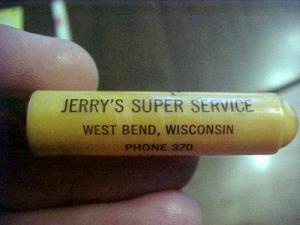 JERRY'S SUPER SERVICE
WEST BEND, WISCONSIN
PHONE 370